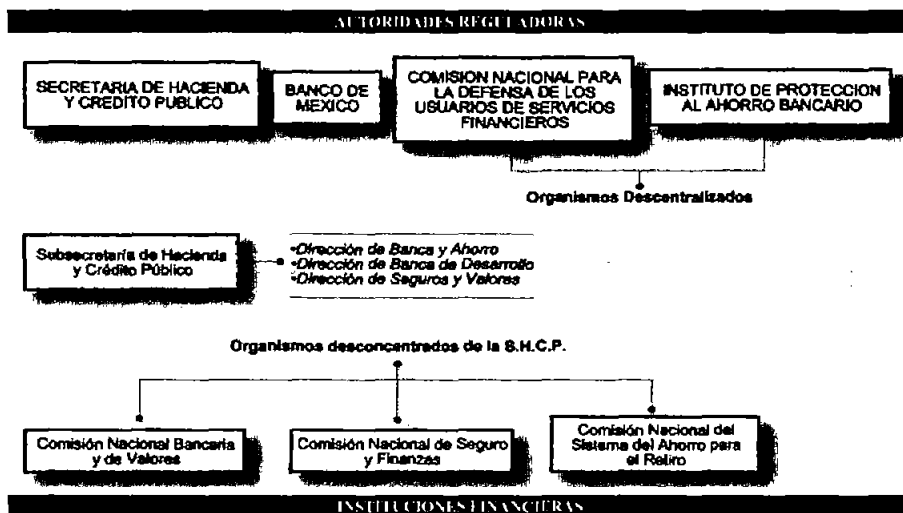 AUTORIDADES REGULADORAS
SECRETARIA DE HACIENDA
Y CREDITO PUBLICO
BANCO DE
MEXICO
COMISION NACIONAL PARA
LA DEFENSA DE LOS
USUARIOS DE SERVICIOS
FINANCIEROS
INSTITUTO DE PROTECCION
AL AHORRO BANCARIO
Organismos Descentralizados
Subsecretaría de Hacienda
y Crédito Público
•Dirección de Banca y Ahorro
•Dirección de Banca de Desarrollo
•Dirección de Seguros y Valores
Organismos desconcentrados de la S.H.C.P.
Comisión Nacional Bancaria
y de Valores
Comisión Nacional de Seguro
y Finanzas
Comisión Nacional del
Sistema del Ahorro para
el Retiro
INSTITUCIONES FINANCIERAS